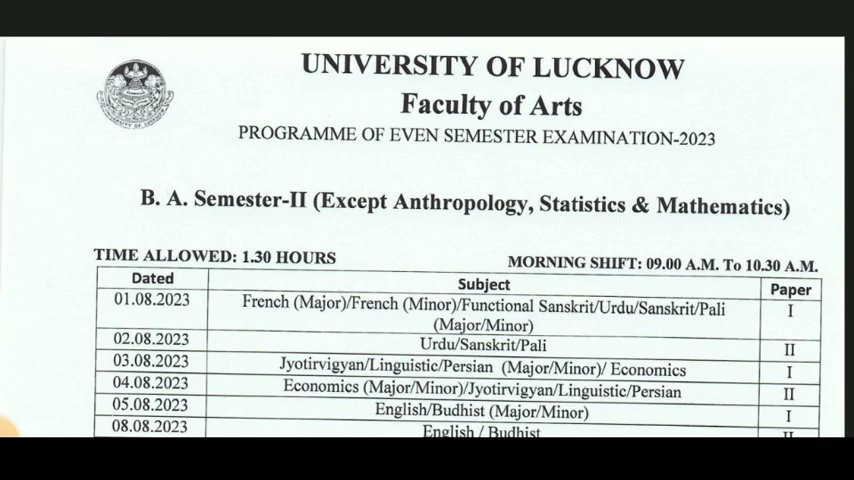 UNIVERSITY OF LUCKNOW
Faculty of Arts
PROGRAMME OF EVEN SEMESTER EXAMINATION-2023
B. A. Semester-II (Except Anthropology, Statistics & Mathematics)
TIME ALLOWED: 1.30 HOURS MORNING SHIFT: 09.00 A.M. To 10.30 A.M.
Dated Subject Paper
01.08.2023 French (Major)/French (Minor)/Functional Sanskrit/Urdu/Sanskrit/Pali I
(Major/Minor)
02.08.2023 Urdu/Sanskrit/Pali II
03.08.2023 Jyotirvigyan/Linguistic/Persian (Major/Minor)/ Economics I
04.08.2023 Economics (Major/Minor)/Jyotirvigyan/Linguistic/Persian II
05.08.2023 English/Budhist (Major/Minor) I
08.08.2023 English / Budhist II